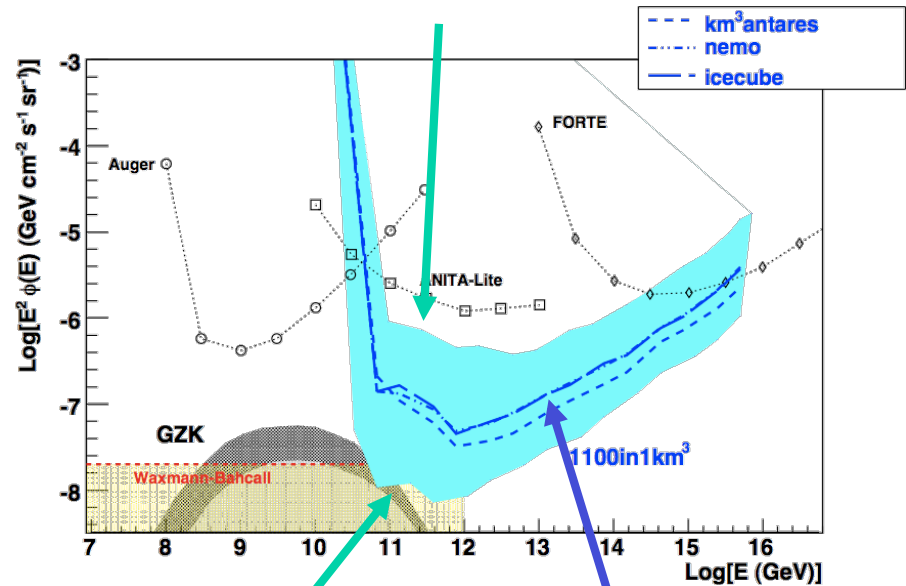 km³antares
nemo
icecube
-3
-4
-5
-6
-7
-8
Log[E² ϕ(E) (GeV cm⁻² s⁻¹ sr⁻¹)]
FORTE
Auger
ANITA-Lite
GZK
1100in1km³
Waxmann-Bahcall
7 8 9 10 11 12 13 14 15 16
Log[E (GeV)]